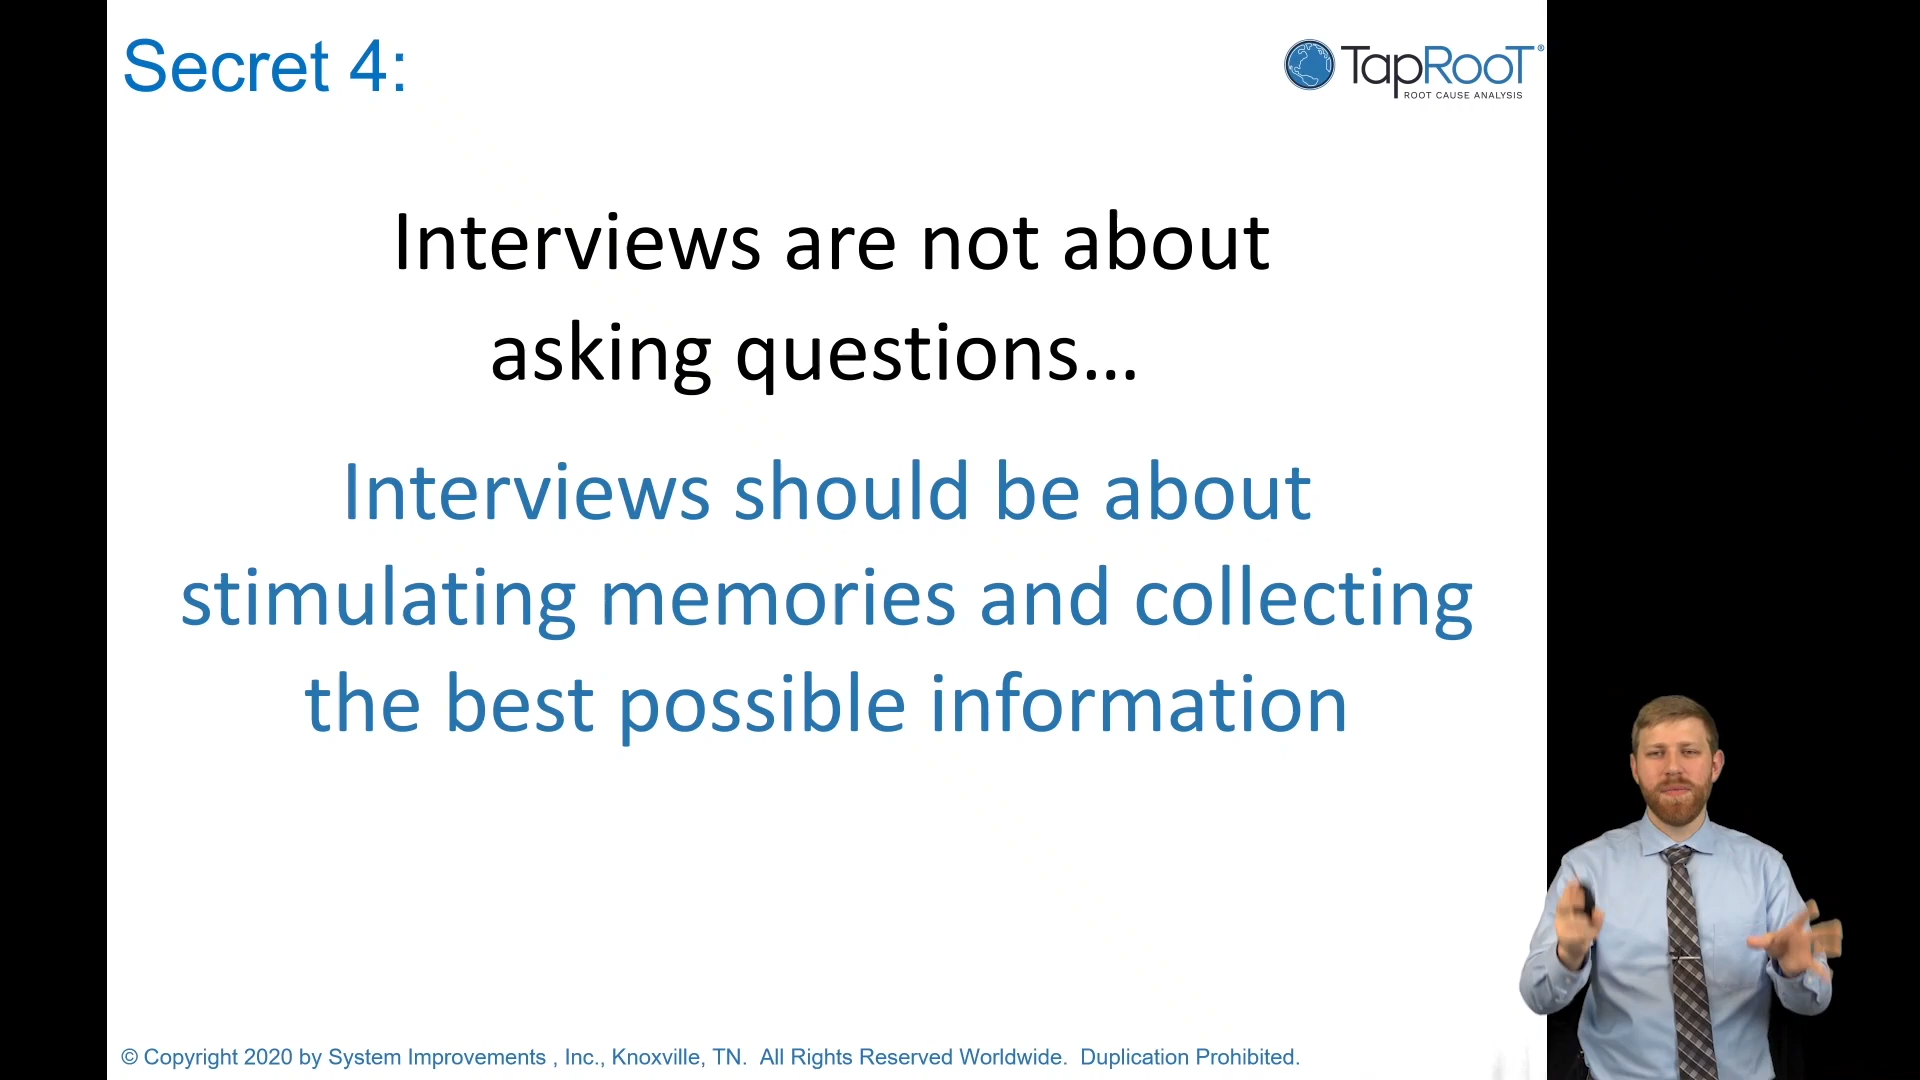 Secret 4:
TapRooT®
ROOT CAUSE ANALYSIS
Interviews are not about
asking questions...
Interviews should be about
stimulating memories and collecting
the best possible information
© Copyright 2020 by System Improvements , Inc., Knoxville, TN. All Rights Reserved Worldwide. Duplication Prohibited.